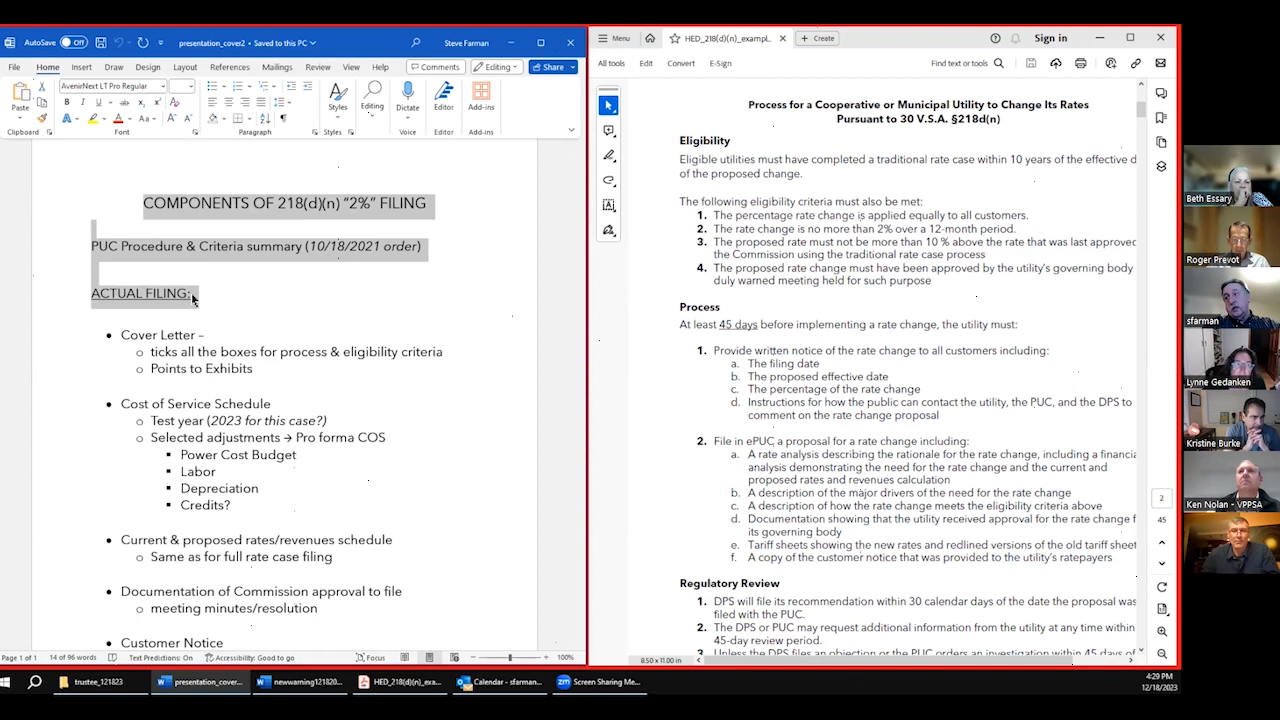 AutoSave Off presentation_cover2 • Saved to this PC Steve Farman
File Home Insert Draw Design Layout References Mailings Review View Help Comments Editing Share
Paste AvenirNext LT Pro Regular Styles Editing Dictate Editor Add-ins
Clipboard Font Paragraph Styles Voice Editor Add-ins
COMPONENTS OF 218(d)(n) “2%” FILING
PUC Procedure & Criteria summary (10/18/2021 order)
ACTUAL FILING:
• Cover Letter –
o ticks all the boxes for process & eligibility criteria
o Points to Exhibits
• Cost of Service Schedule
o Test year (2023 for this case?)
o Selected adjustments → Pro forma COS
▪ Power Cost Budget
▪ Labor
▪ Depreciation
▪ Credits?
• Current & proposed rates/revenues schedule
o Same as for full rate case filing
• Documentation of Commission approval to file
o meeting minutes/resolution
• Customer Notice
Page 1 of 1 14 of 96 words Text Predictions: On Accessibility: Good to go Focus 100%
Menu HED_218(d)(n)_exampl... Create Sign in
All tools Edit Convert E-Sign Find text or tools
Process for a Cooperative or Municipal Utility to Change Its Rates
Pursuant to 30 V.S.A. §218d(n)
Eligibility
Eligible utilities must have completed a traditional rate case within 10 years of the effective d
of the proposed change.
The following eligibility criteria must also be met:
1. The percentage rate change is applied equally to all customers.
2. The rate change is no more than 2% over a 12-month period.
3. The proposed rate must not be more than 10 % above the rate that was last approved
the Commission using the traditional rate case process
4. The proposed rate change must have been approved by the utility’s governing body
duly warned meeting held for such purpose
Process
At least 45 days before implementing a rate change, the utility must:
1. Provide written notice of the rate change to all customers including:
a. The filing date
b. The proposed effective date
c. The percentage of the rate change
d. Instructions for how the public can contact the utility, the PUC, and the DPS to
comment on the rate change proposal
2. File in ePUC a proposal for a rate change including:
a. A rate analysis describing the rationale for the rate change, including a financia
analysis demonstrating the need for the rate change and the current and
proposed rates and revenues calculation
b. A description of the major drivers of the need for the rate change
c. A description of how the rate change meets the eligibility criteria above
d. Documentation showing that the utility received approval for the rate change f
its governing body
e. Tariff sheets showing the new rates and redlined versions of the old tariff sheet
f. A copy of the customer notice that was provided to the utility’s ratepayers
Regulatory Review
1. DPS will file its recommendation within 30 calendar days of the date the proposal was
filed with the PUC.
2. The DPS or PUC may request additional information from the utility at any time within
45-day review period.
3. Unless the DPS files an objection or the PUC orders an investigation within 45 days of
8.50 x 11.00 in
2
45
Beth Essary
Roger Prevot
sfarman
Lynne Gedanken
Kristine Burke
Ken Nolan - VPPSA
trustee_121823 presentation_cover... newwarning121820... HED_218(d)(n)_exa... Calendar - sfarman... Screen Sharing Me...
4:29 PM
12/18/2023